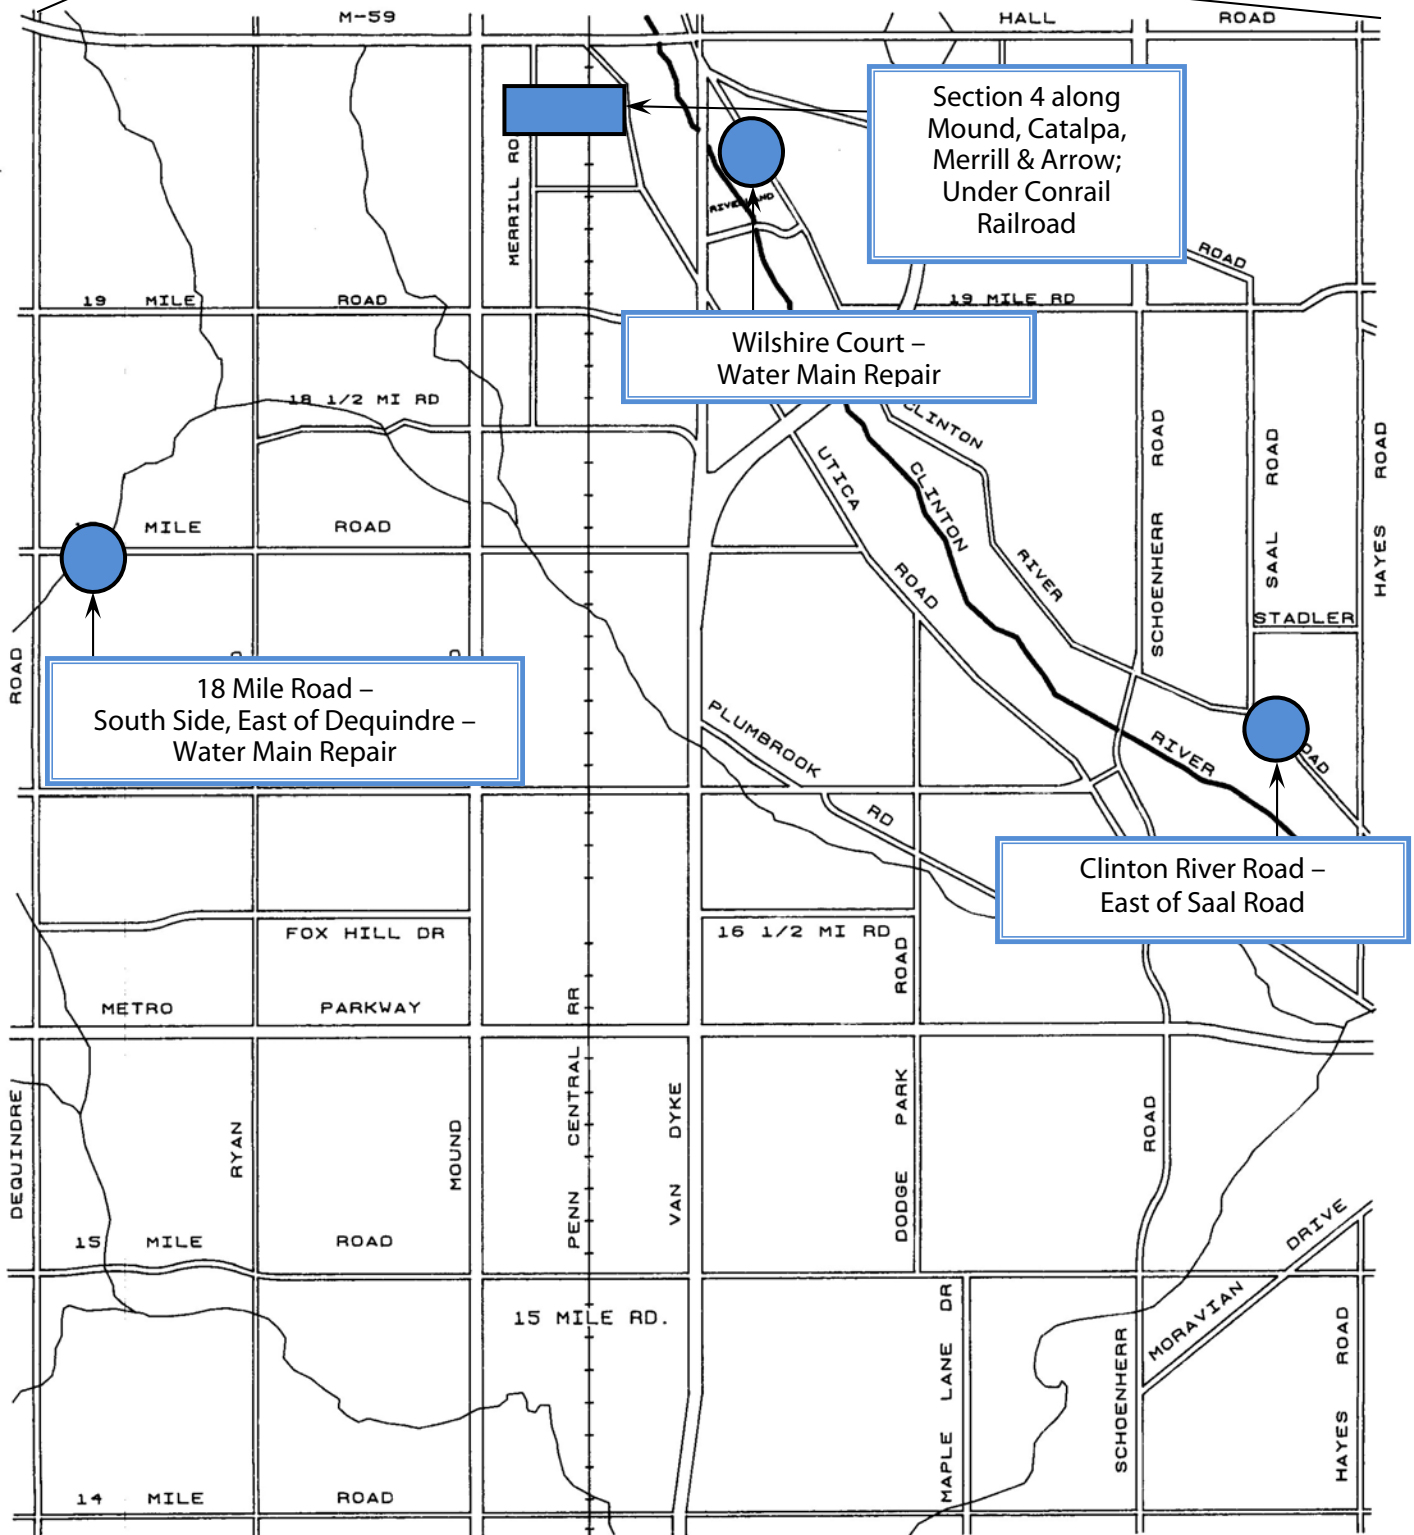 M-59
HALL ROAD
Section 4 along
Mound, Catalpa,
Merrill & Arrow;
Under Conrail
Railroad
MERRILL
ROAD
19 MILE ROAD
19 MILE RD
Wilshire Court –
Water Main Repair
18 1/2 MI RD
CLINTON
RIVER
UTICA
ROAD
CLINTON
RIVER
SCHOENHERR ROAD
SAAL ROAD
HAYES ROAD
MILE ROAD
STADLER
ROAD
18 Mile Road –
South Side, East of Dequindre –
Water Main Repair
PLUMBROOK
RD
Clinton River Road –
East of Saal Road
FOX HILL DR
16 1/2 MI RD
ROAD
METRO PARKWAY
DEQUINDRE
RYAN
MOUND
PENN CENTRAL RR
VAN DYKE
DODGE PARK
ROAD
15 MILE ROAD
15 MILE RD.
MAPLE LANE DR
SCHOENHERR
MORAVIAN DRIVE
HAYES ROAD
14 MILE ROAD